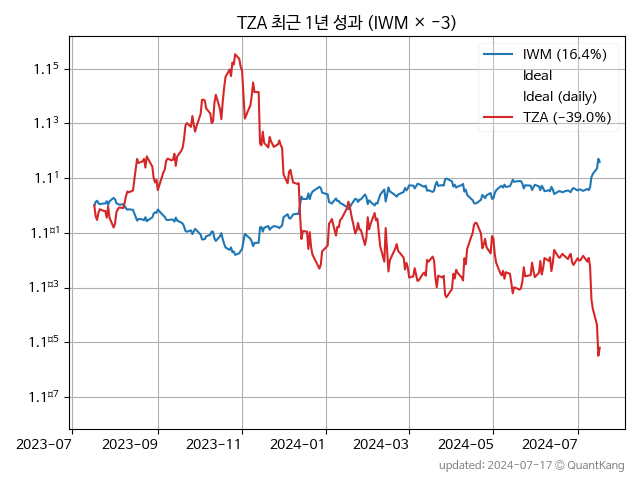 TZA 최근 1년 성과 (IWM × -3)
IWM (16.4%)
Ideal
Ideal (daily)
TZA (-39.0%)
1.1⁵
1.1³
1.1¹
1.1¤¹
1.1¤³
1.1¤⁵
1.1¤⁷
2023-07 2023-09 2023-11 2024-01 2024-03 2024-05 2024-07
updated: 2024-07-17 © QuantKang